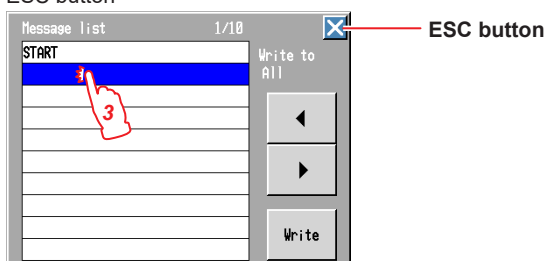 ESC button
Message list 1/10
ESC button
START
Write to
All
3
Write